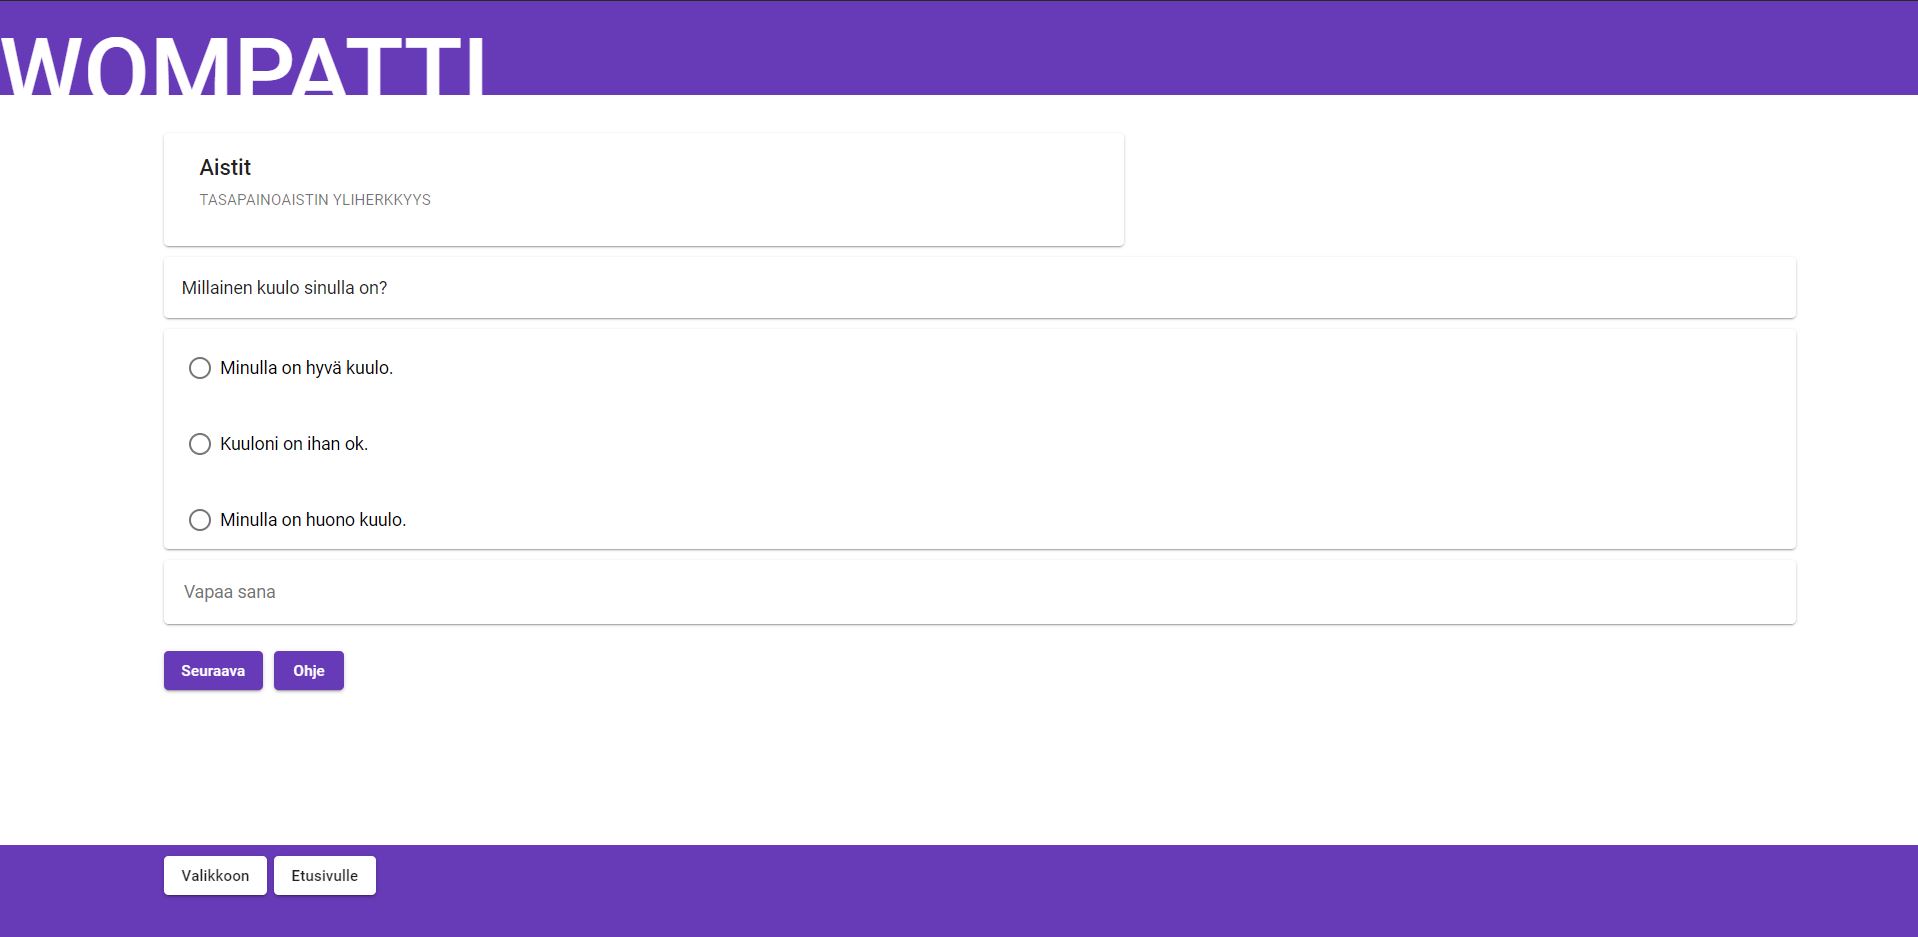 WOMPATTI
Aistit
TASAPAINOAISTIN YLIHERKKYYS
Millainen kuulo sinulla on?
Minulla on hyvä kuulo.
Kuuloni on ihan ok.
Minulla on huono kuulo.
Vapaa sana
Seuraava Ohje
Valikkoon Etusivulle